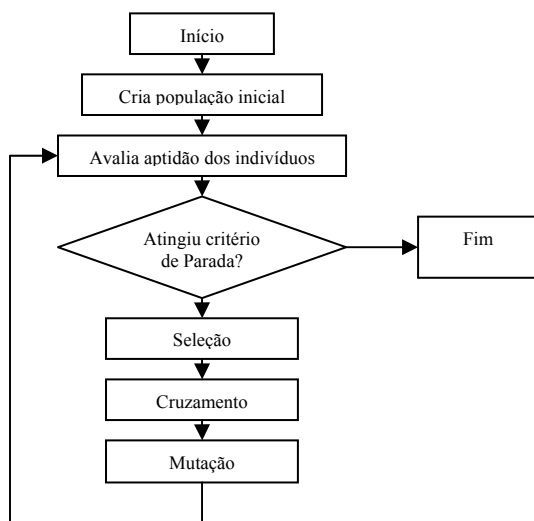 Início
Cria população inicial
Avalia aptidão dos indivíduos
Atingiu critério
de Parada?
Fim
Seleção
Cruzamento
Mutação